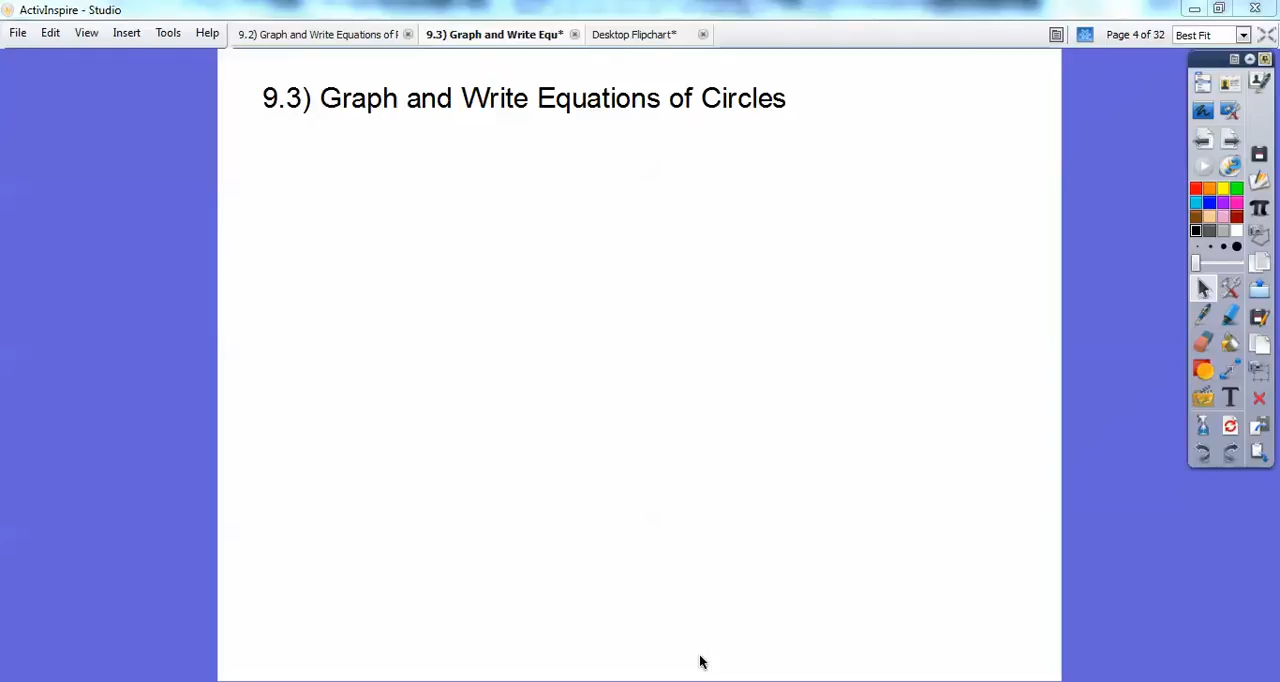 ActivInspire - Studio
File Edit View Insert Tools Help
9.2) Graph and Write Equations of F 9.3) Graph and Write Equ* Desktop Flipchart*
Page 4 of 32 Best Fit
9.3) Graph and Write Equations of Circles